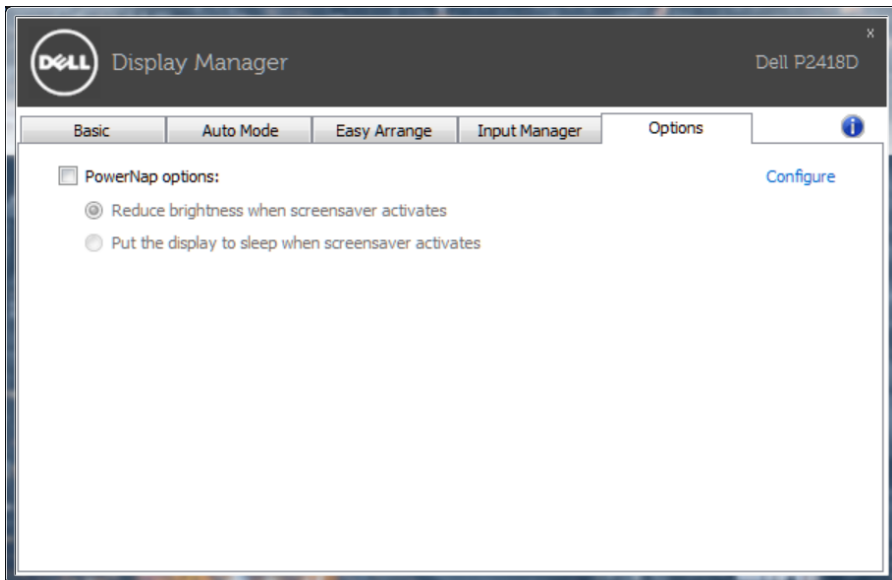 x
DELL Display Manager Dell P2418D
Basic Auto Mode Easy Arrange Input Manager Options i
PowerNap options: Configure
Reduce brightness when screensaver activates
Put the display to sleep when screensaver activates